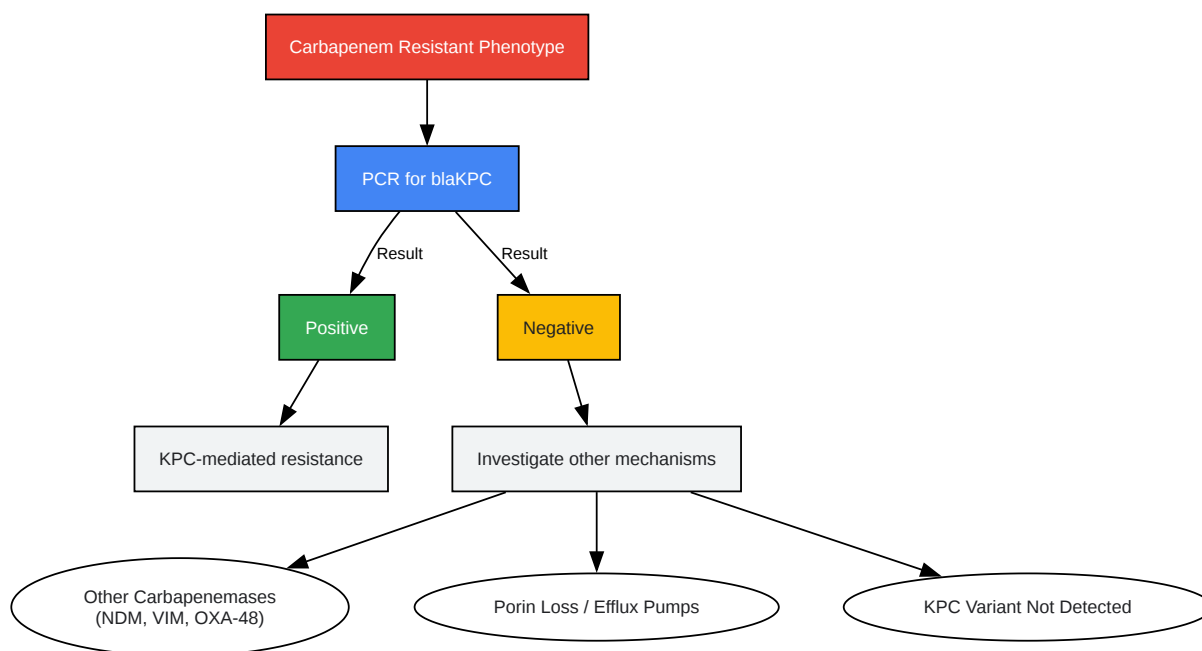 Carbapenem Resistant Phenotype
PCR for blaKPC
Result
Result
Positive
Negative
KPC-mediated resistance
Investigate other mechanisms
Other Carbapenemases
(NDM, VIM, OXA-48)
Porin Loss / Efflux Pumps
KPC Variant Not Detected